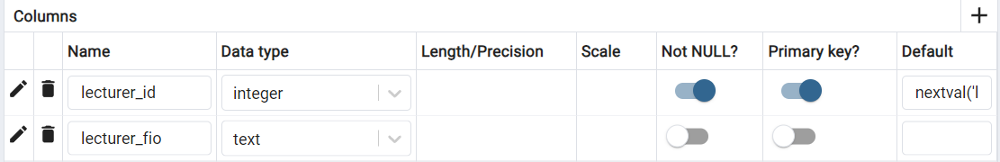 Columns
Name Data type Length/Precision Scale Not NULL? Primary key? Default
lecturer_id integer nextval('l
lecturer_fio text